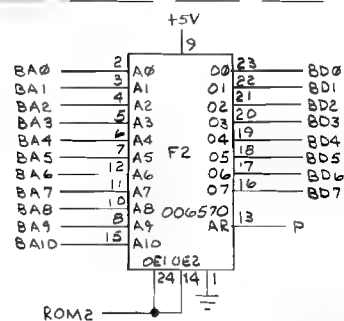 +5V
9
BAØ 2 AØ OØ 23 BDØ
BA1 3 A1 O1 22 BD1
BA2 4 A2 O2 21 BD2
BA3 5 A3 O3 20 BD3
BA4 6 A4 O4 19 BD4
BA5 7 A5 F2 O5 18 BD5
BA6 12 A6 O6 17 BD6
BA7 11 A7 O7 16 BD7
BA8 10 A8 006570
BA9 8 A9 AR 13 P
BA10 15 A10
OE1 OE2
24 14 1
ROM2